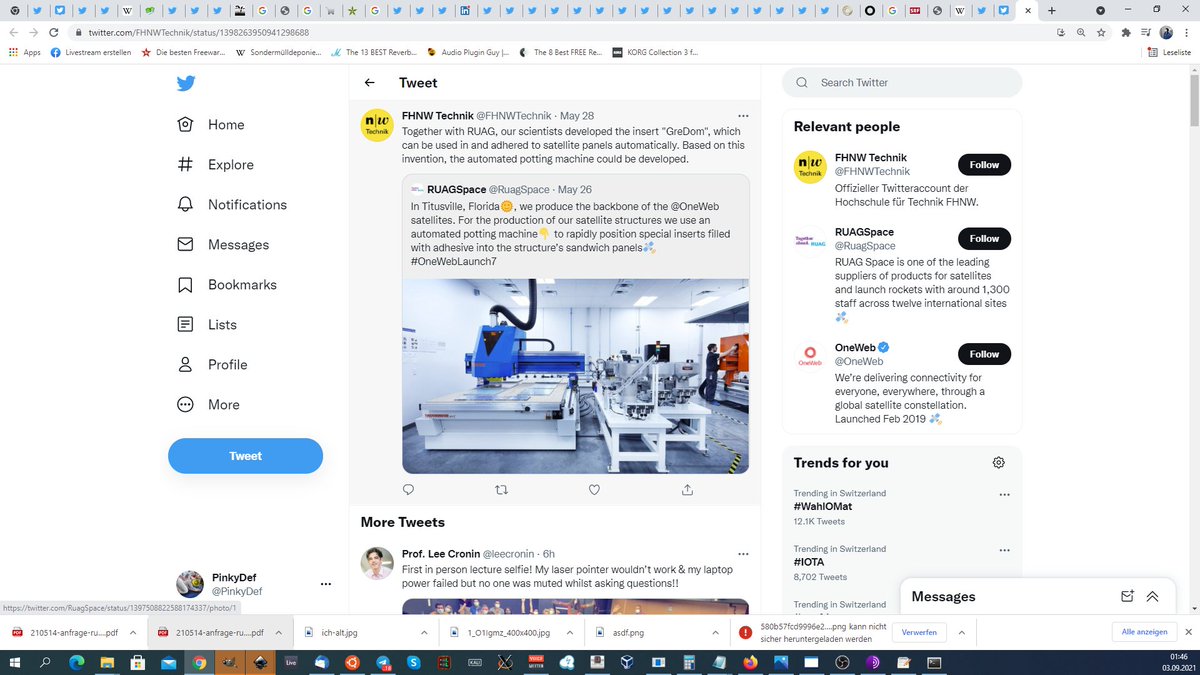 twitter.com/FHNWTechnik/status/1398263950941298688
Apps
Livestream erstellen
Die besten Freewar...
Sondermülldeponie...
The 13 BEST Reverb...
Audio Plugin Guy |...
The 8 Best FREE Re...
KORG Collection 3 f...
Leseliste
Home
Explore
Notifications
Messages
Bookmarks
Lists
Profile
More
Tweet
PinkyDef
@PinkyDef
https://twitter.com/RuagSpace/status/1397508822588174337/photo/1
Tweet
n|w
Technik
FHNW Technik @FHNWTechnik · May 28
Together with RUAG, our scientists developed the insert "GreDom", which
can be used in and adhered to satellite panels automatically. Based on this
invention, the automated potting machine could be developed.
RUAGSpace @RuagSpace · May 26
In Titusville, Florida🌞, we produce the backbone of the @OneWeb
satellites. For the production of our satellite structures we use an
automated potting machine👇 to rapidly position special inserts filled
with adhesive into the structure's sandwich panels🛰️
#OneWebLaunch7
More Tweets
Prof. Lee Cronin @leecronin · 6h
First in person lecture selfie! My laser pointer wouldn't work & my laptop
power failed but no one was muted whilst asking questions!!
Search Twitter
Relevant people
n|w
Technik
FHNW Technik
@FHNWTechnik
Follow
Offizieller Twitteraccount der
Hochschule für Technik FHNW.
Together
ahead. RUAG
RUAGSpace
@RuagSpace
Follow
RUAG Space is one of the leading
suppliers of products for satellites
and launch rockets with around 1,300
staff across twelve international sites
🛰️
OneWeb
OneWeb
@OneWeb
Follow
We're delivering connectivity for
everyone, everywhere, through a
global satellite constellation.
Launched Feb 2019 🛰️
Trends for you
Trending in Switzerland
#WahlOMat
12.1K Tweets
Trending in Switzerland
#IOTA
8,702 Tweets
Trending in Switzerland
Messages
210514-anfrage-ru....pdf
210514-anfrage-ru....pdf
ich-alt.jpg
1_O1Igmz_400x400.jpg
asdf.png
580b57fcd9996e2....png kann nicht
sicher heruntergeladen werden
Verwerfen
Alle anzeigen
Live
01:46
03.09.2021